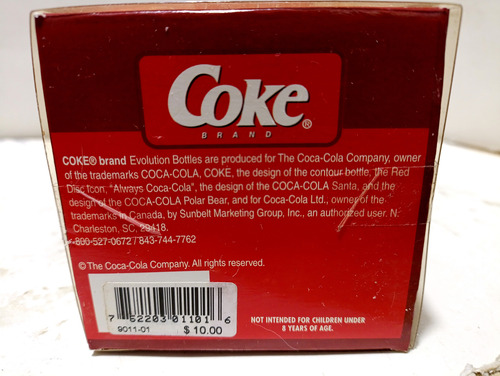 Coke®
BRAND
COKE® brand Evolution Bottles are produced for The Coca-Cola Company, owner
of the trademarks COCA-COLA, COKE, the design of the contour bottle, the Red
Disc Icon, "Always Coca-Cola", the design of the COCA-COLA Santa, and the
design of the COCA-COLA Polar Bear, and for Coca-Cola Ltd., owner of the
trademarks in Canada, by Sunbelt Marketing Group, Inc., an authorized user. N.
Charleston, SC, 29418.
1-800-527-0672 / 843-744-7762
© The Coca-Cola Company. All rights reserved.
7 52203 01101 6
9011-01 $ 10.00
NOT INTENDED FOR CHILDREN UNDER
8 YEARS OF AGE.